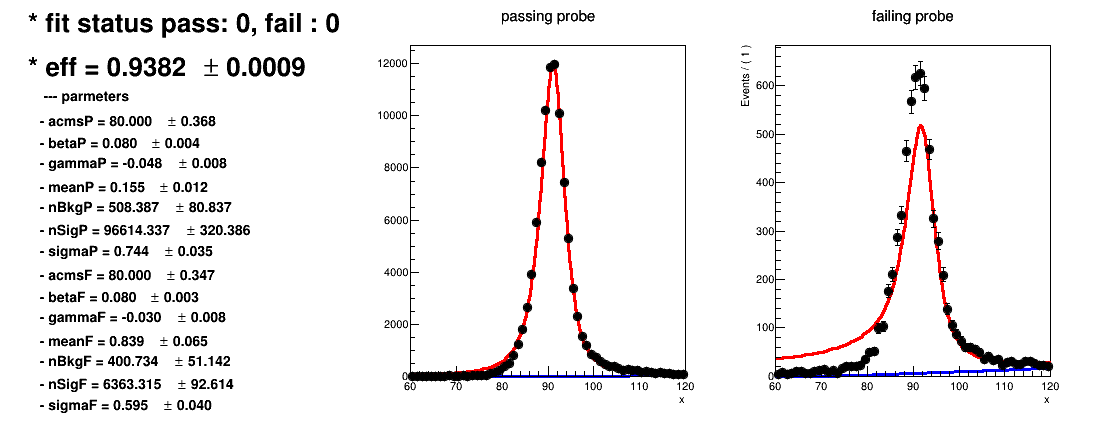 * fit status pass: 0, fail : 0
* eff = 0.9382 ± 0.0009
--- parmeters
- acmsP = 80.000 ± 0.368
- betaP = 0.080 ± 0.004
- gammaP = -0.048 ± 0.008
- meanP = 0.155 ± 0.012
- nBkgP = 508.387 ± 80.837
- nSigP = 96614.337 ± 320.386
- sigmaP = 0.744 ± 0.035
- acmsF = 80.000 ± 0.347
- betaF = 0.080 ± 0.003
- gammaF = -0.030 ± 0.008
- meanF = 0.839 ± 0.065
- nBkgF = 400.734 ± 51.142
- nSigF = 6363.315 ± 92.614
- sigmaF = 0.595 ± 0.040
passing probe
12000
10000
8000
6000
4000
2000
0
60 70 80 90 100 110 120
x
failing probe
Events / ( 1 )
600
500
400
300
200
100
0
60 70 80 90 100 110 120
x